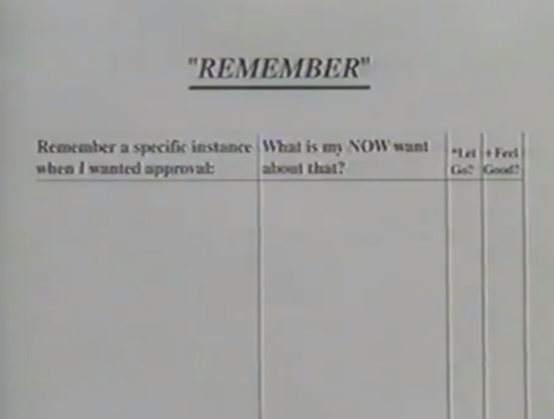 "REMEMBER"
Remember a specific instance
when I wanted approval:
What is my NOW want
about that?
*Let
Go?
+ Feel
Good?